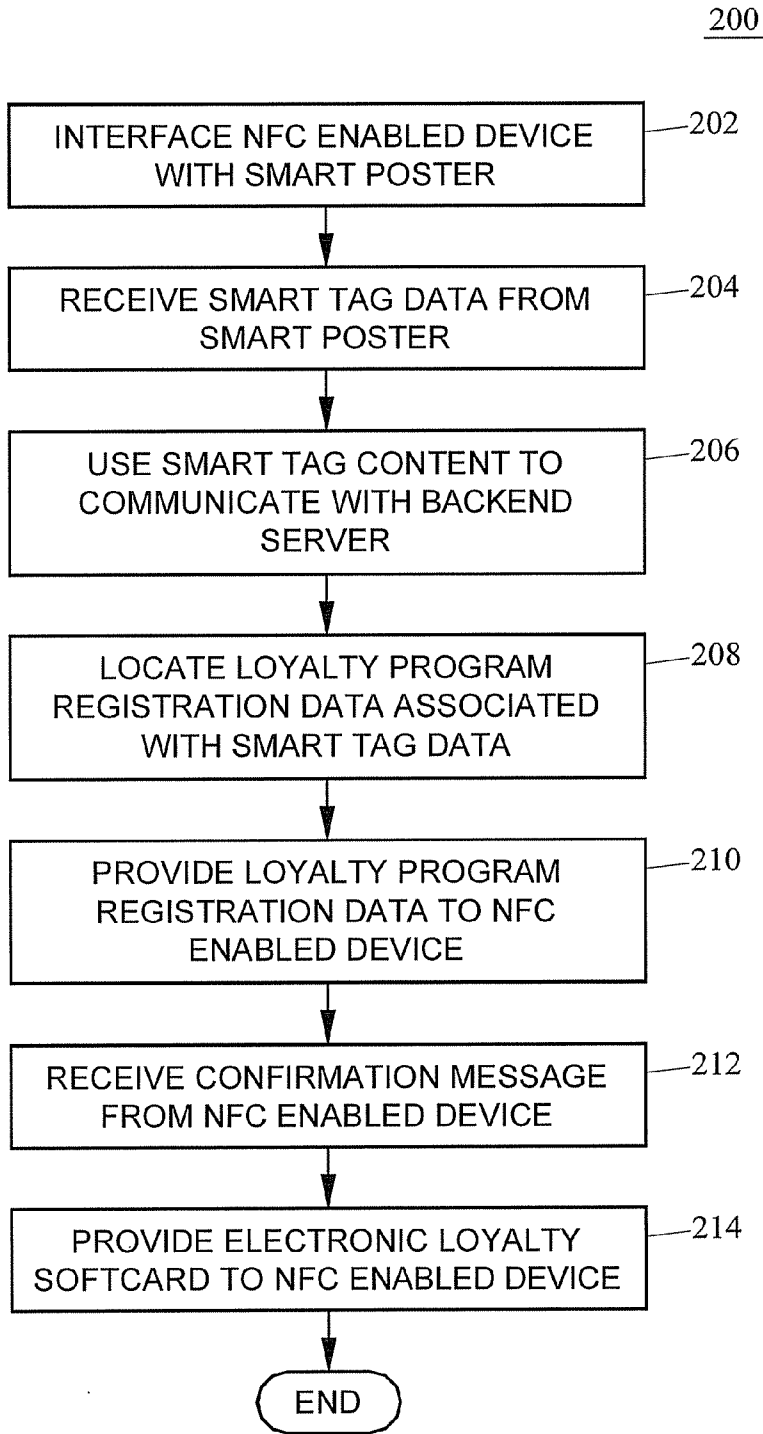 200
INTERFACE NFC ENABLED DEVICE
WITH SMART POSTER
202
RECEIVE SMART TAG DATA FROM
SMART POSTER
204
USE SMART TAG CONTENT TO
COMMUNICATE WITH BACKEND
SERVER
206
LOCATE LOYALTY PROGRAM
REGISTRATION DATA ASSOCIATED
WITH SMART TAG DATA
208
PROVIDE LOYALTY PROGRAM
REGISTRATION DATA TO NFC
ENABLED DEVICE
210
RECEIVE CONFIRMATION MESSAGE
FROM NFC ENABLED DEVICE
212
PROVIDE ELECTRONIC LOYALTY
SOFTCARD TO NFC ENABLED DEVICE
214
END